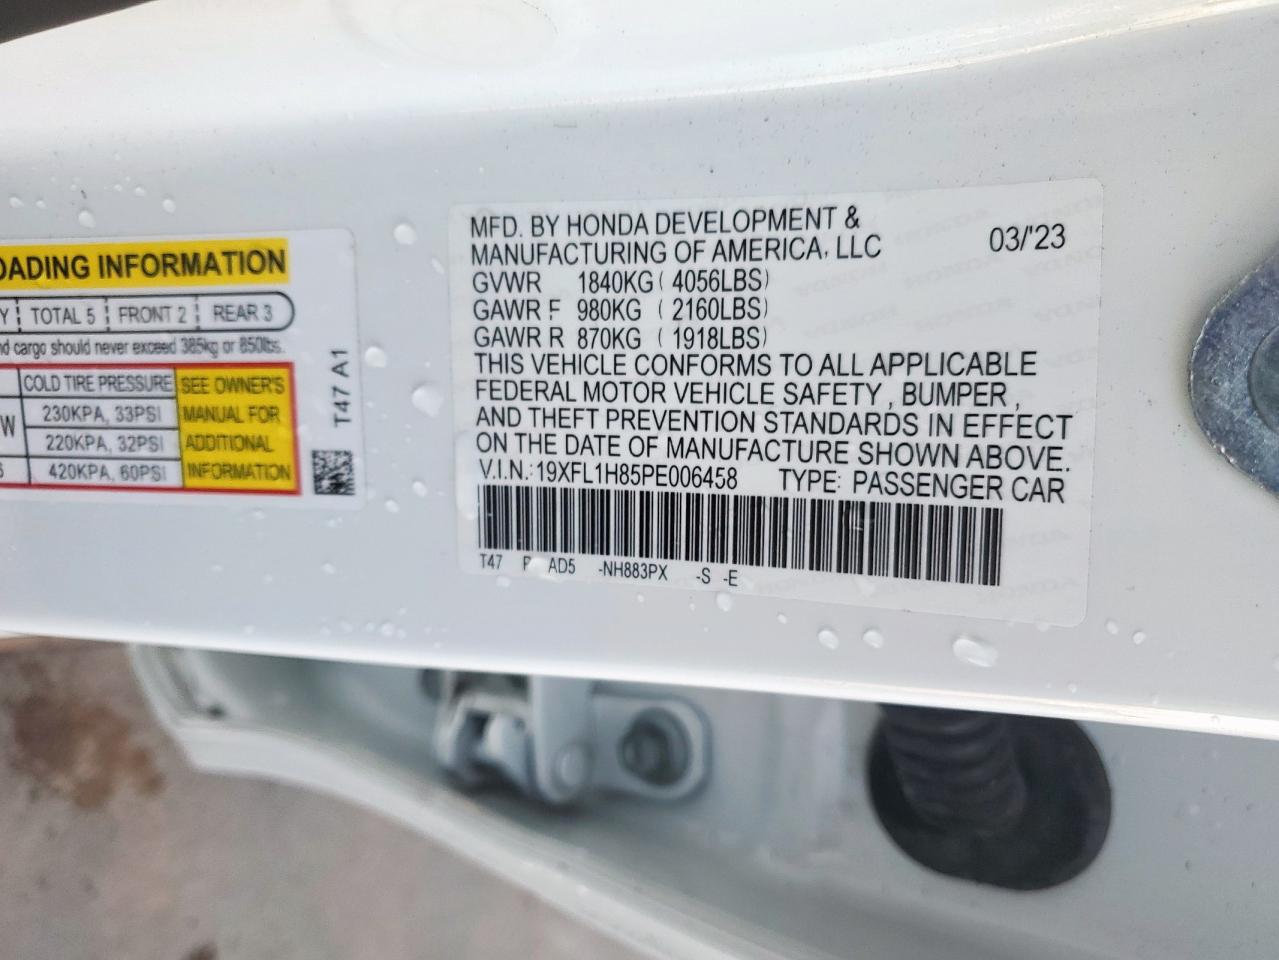 OADING INFORMATION
Y TOTAL 5 FRONT 2 REAR 3
nd cargo should never exceed 385kg or 850lbs.
COLD TIRE PRESSURE SEE OWNER'S
W 230KPA, 33PSI MANUAL FOR
220KPA, 32PSI ADDITIONAL
420KPA, 60PSI INFORMATION
T47 A1
MFD. BY HONDA DEVELOPMENT &
MANUFACTURING OF AMERICA, LLC 03/'23
GVWR 1840KG ( 4056LBS)
GAWR F 980KG ( 2160LBS)
GAWR R 870KG ( 1918LBS)
THIS VEHICLE CONFORMS TO ALL APPLICABLE
FEDERAL MOTOR VEHICLE SAFETY , BUMPER ,
AND THEFT PREVENTION STANDARDS IN EFFECT
ON THE DATE OF MANUFACTURE SHOWN ABOVE.
V.I.N.: 19XFL1H85PE006458 TYPE: PASSENGER CAR
T47 AD5 -NH883PX -S -E